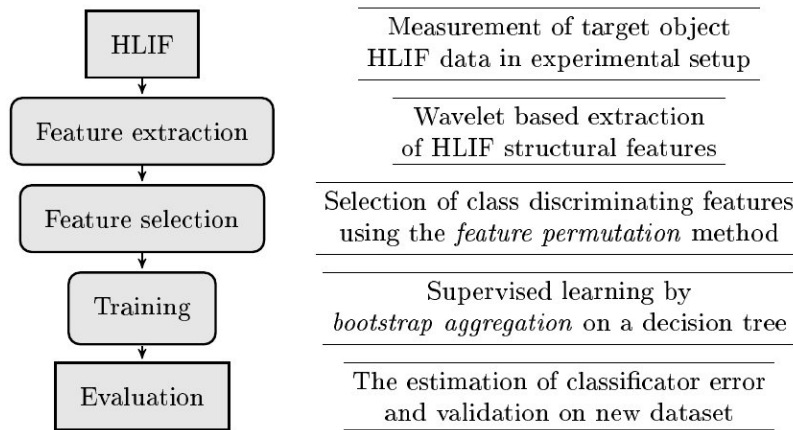 HLIF
Measurement of target object
HLIF data in experimental setup
Feature extraction
Wavelet based extraction
of HLIF structural features
Feature selection
Selection of class discriminating features
using the feature permutation method
Training
Supervised learning by
bootstrap aggregation on a decision tree
Evaluation
The estimation of classificator error
and validation on new dataset